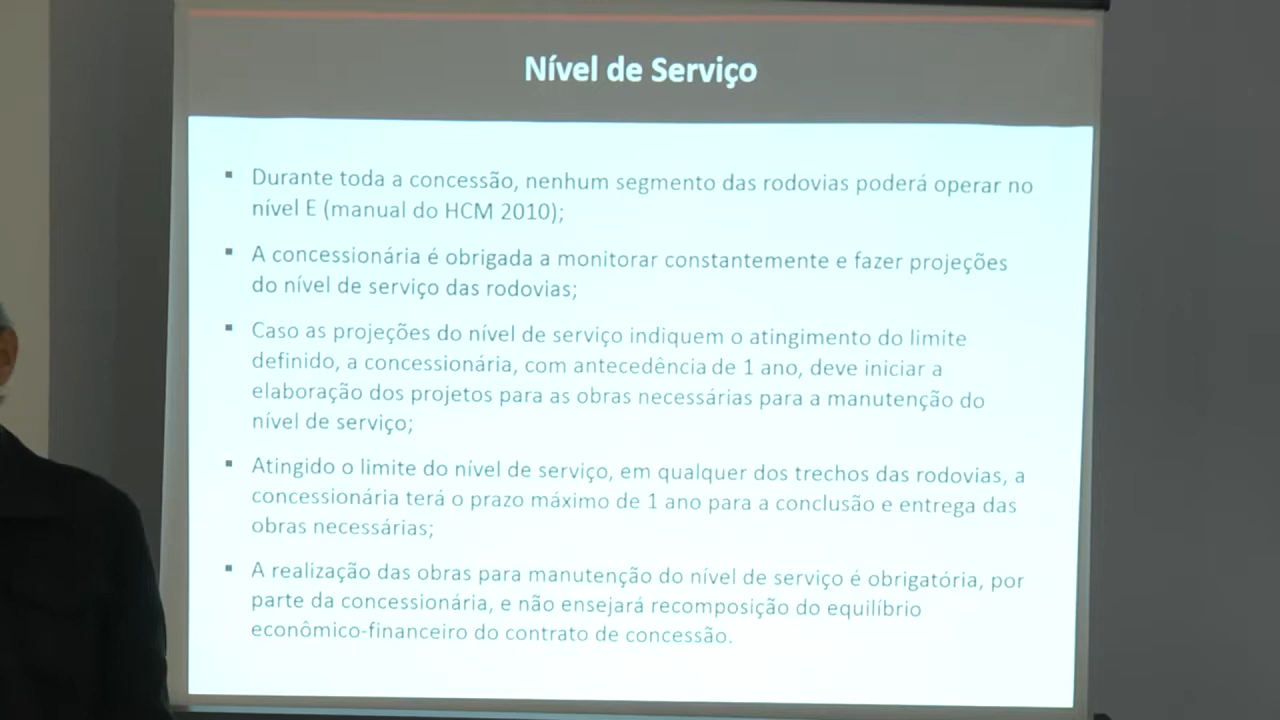 Nível de Serviço
▪ Durante toda a concessão, nenhum segmento das rodovias poderá operar no
nível E (manual do HCM 2010);
▪ A concessionária é obrigada a monitorar constantemente e fazer projeções
do nível de serviço das rodovias;
▪ Caso as projeções do nível de serviço indiquem o atingimento do limite
definido, a concessionária, com antecedência de 1 ano, deve iniciar a
elaboração dos projetos para as obras necessárias para a manutenção do
nível de serviço;
▪ Atingido o limite do nível de serviço, em qualquer dos trechos das rodovias, a
concessionária terá o prazo máximo de 1 ano para a conclusão e entrega das
obras necessárias;
▪ A realização das obras para manutenção do nível de serviço é obrigatória, por
parte da concessionária, e não ensejará recomposição do equilíbrio
econômico-financeiro do contrato de concessão.